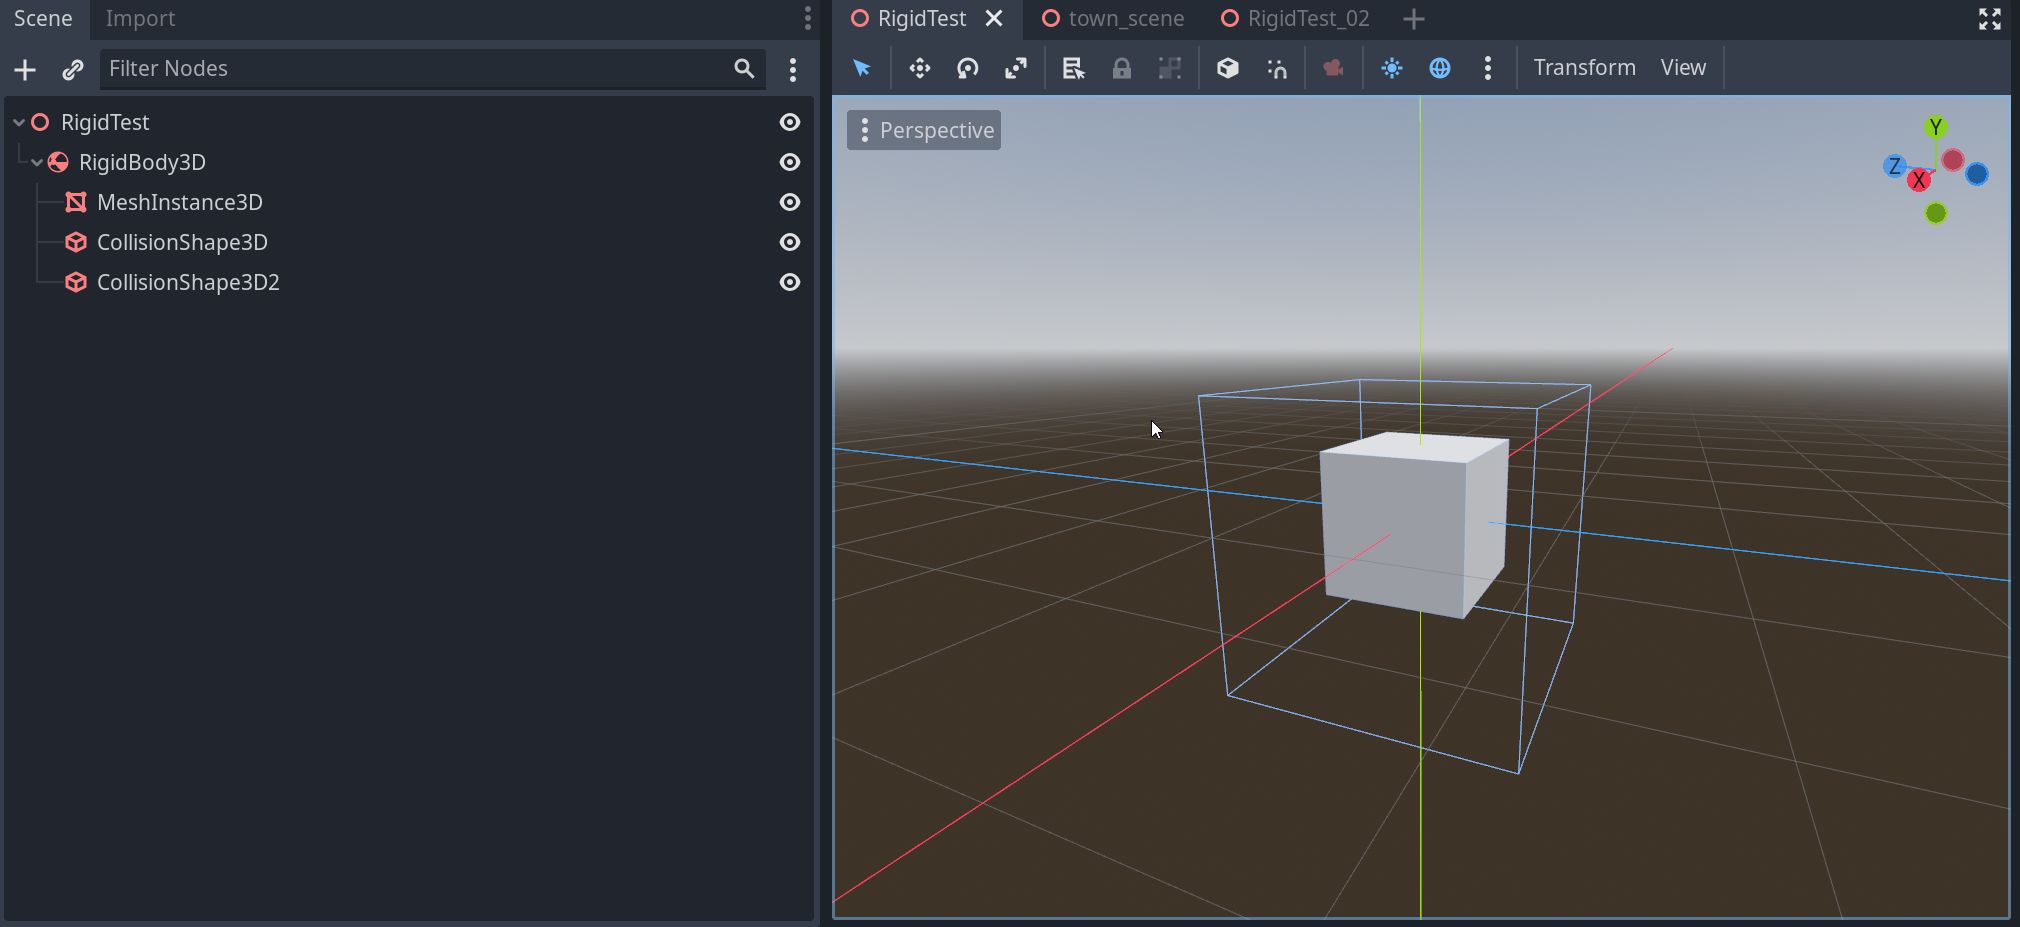 Scene Import
Filter Nodes
RigidTest
RigidBody3D
MeshInstance3D
CollisionShape3D
CollisionShape3D2
RigidTest town_scene RigidTest_02
Transform View
Perspective
Y
Z
X